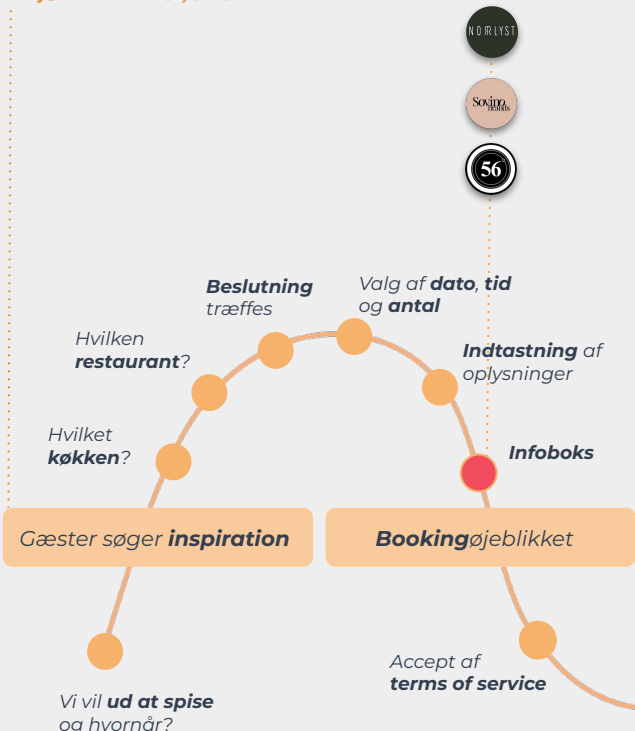 NORRLYST
Sovino
brands
56°
Beslutning
træffes
Valg af dato, tid
og antal
Hvilken
restaurant?
Indtastning af
oplysninger
Hvilket
køkken?
Infoboks
Gæster søger inspiration
Bookingøjeblikket
Accept af
terms of service
Vi vil ud at spise
og hvornår?